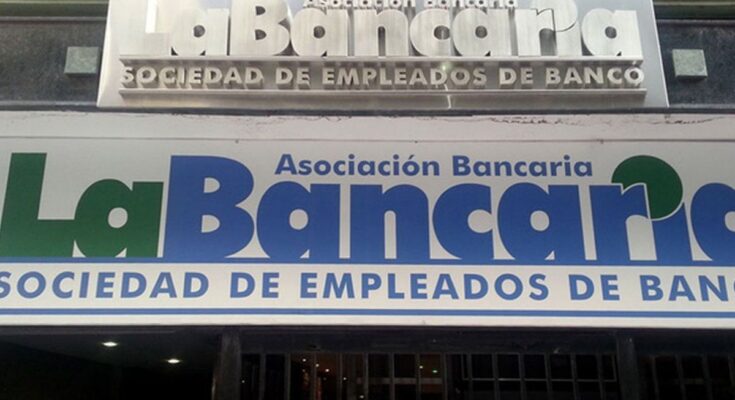 Asociación Bancaria
LaBancaria
SOCIEDAD DE EMPLEADOS DE BANCO
Asociación Bancaria
LaBancaria
SOCIEDAD DE EMPLEADOS DE BANC